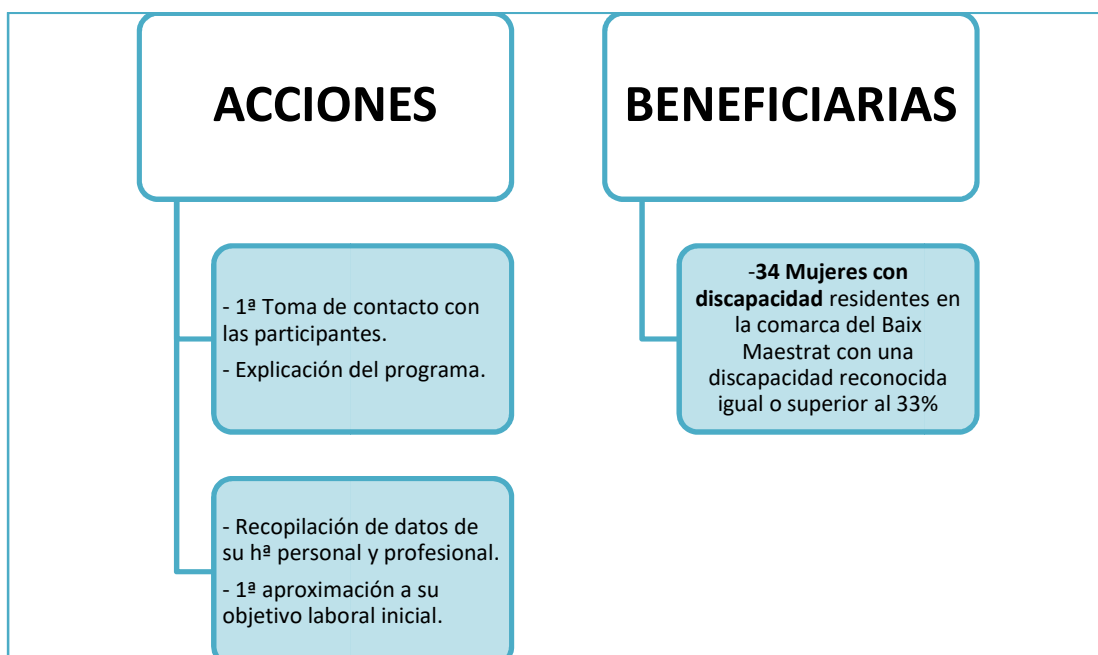 ACCIONES
- 1ª Toma de contacto con
las participantes.
- Explicación del programa.
- Recopilación de datos de
su hª personal y profesional.
- 1ª aproximación a su
objetivo laboral inicial.
BENEFICIARIAS
-34 Mujeres con
discapacidad residentes en
la comarca del Baix
Maestrat con una
discapacidad reconocida
igual o superior al 33%